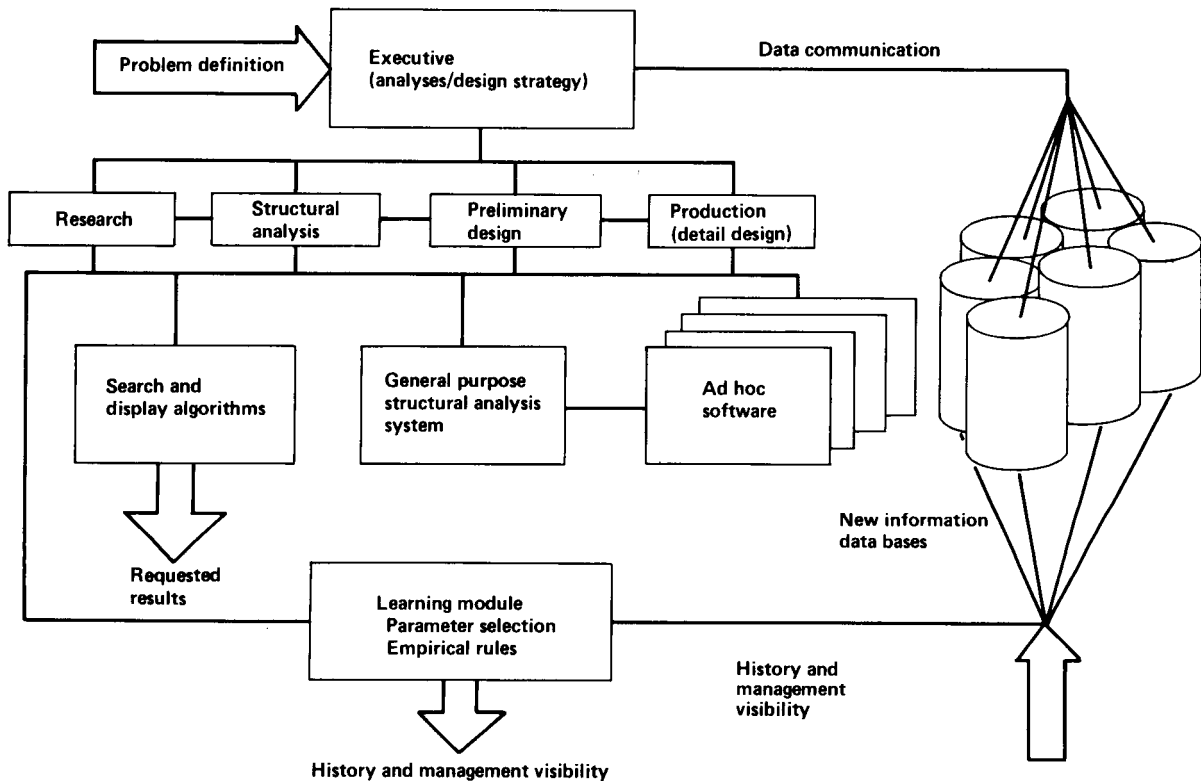 Problem definition
Executive
(analyses/design strategy)
Data communication
Research
Structural
analysis
Preliminary
design
Production
(detail design)
Search and
display algorithms
General purpose
structural analysis
system
Ad hoc
software
New information
data bases
Requested
results
Learning module
Parameter selection
Empirical rules
History and
management
visibility
History and management visibility